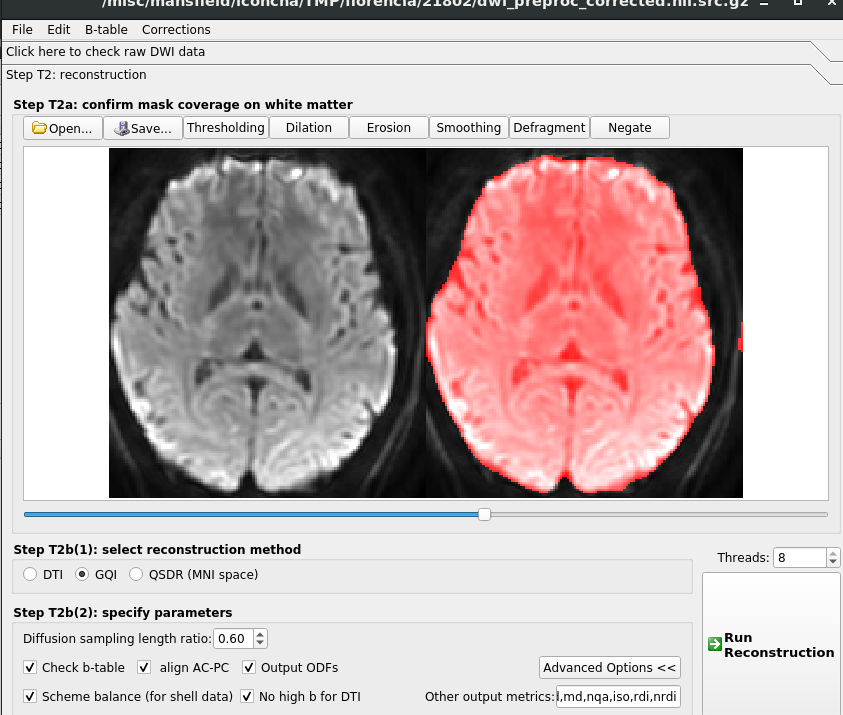 /misc/mansfield/lconcha/TMP/florencia/21802/dwi_preproc_corrected.nii.src.gz
File Edit B-table Corrections
Click here to check raw DWI data
Step T2: reconstruction
Step T2a: confirm mask coverage on white matter
Open... Save... Thresholding Dilation Erosion Smoothing Defragment Negate
Step T2b(1): select reconstruction method
Threads: 8
DTI GQI QSDR (MNI space)
Step T2b(2): specify parameters
Diffusion sampling length ratio: 0.60
Run
Reconstruction
Check b-table align AC-PC Output ODFs Advanced Options <<
Scheme balance (for shell data) No high b for DTI Other output metrics: ,md,nqa,iso,rdi,nrdi